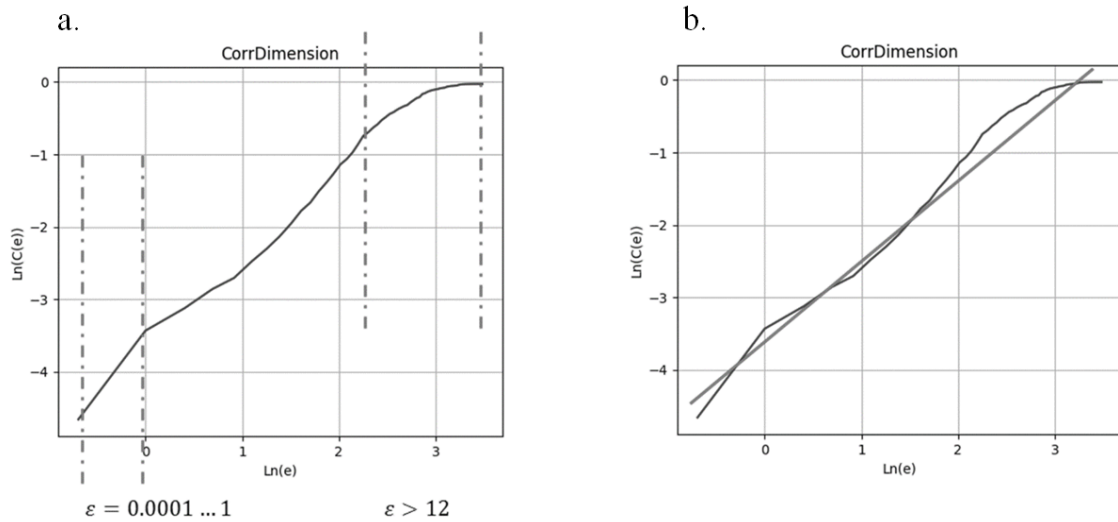 a.
CorrDimension
0
−1
−2
−3
−4
Ln(C(e))
0 1 2 3
Ln(e)
ε = 0.0001 … 1
ε > 12
b.
CorrDimension
0
−1
−2
−3
−4
Ln(C(e))
0 1 2 3
Ln(e)